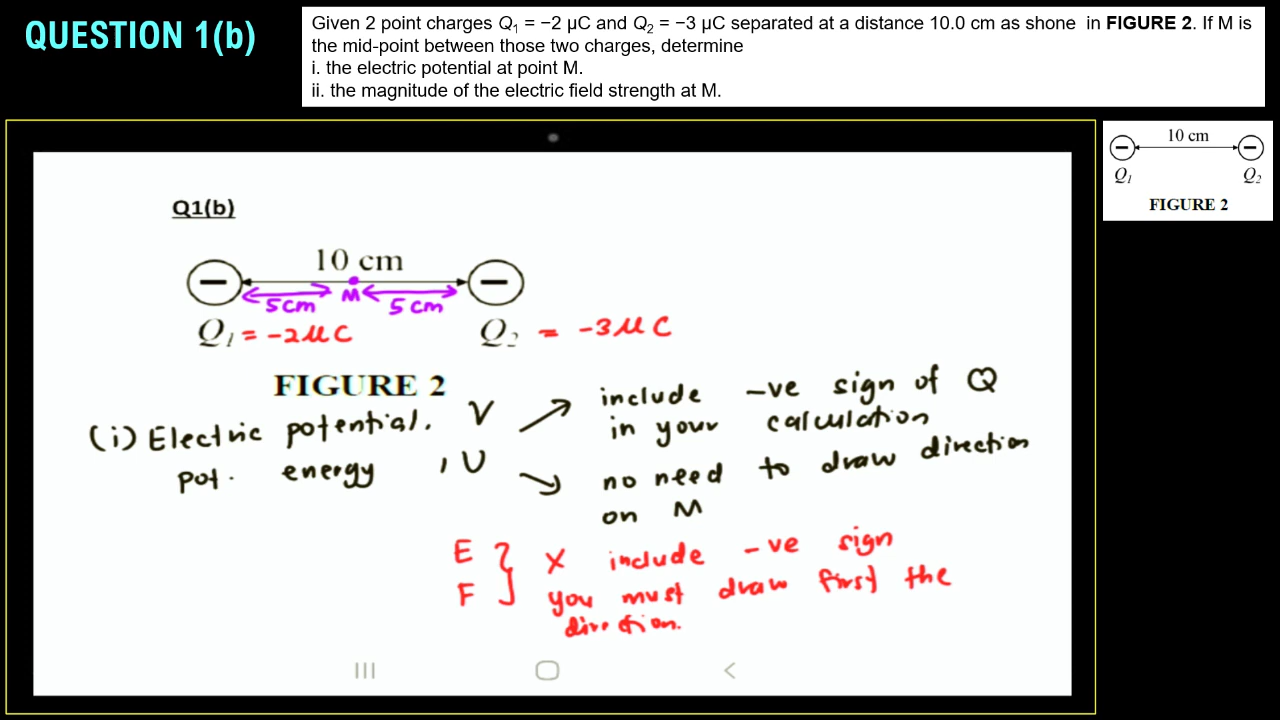 QUESTION 1(b)
Given 2 point charges Q₁ = −2 μC and Q₂ = −3 μC separated at a distance 10.0 cm as shone in FIGURE 2. If M is
the mid-point between those two charges, determine
i. the electric potential at point M.
ii. the magnitude of the electric field strength at M.
10 cm
Q₁ Q₂
FIGURE 2
Q1(b)
10 cm
5cm M 5 cm
Q₁ = -2μC Q₂ = -3μC
FIGURE 2
(i) Electric potential, V ↗ include -ve sign of Q
in your calculation
pot. energy , U ↘ no need to draw direction
on M
E } X include -ve sign
F you must draw first the
direction.